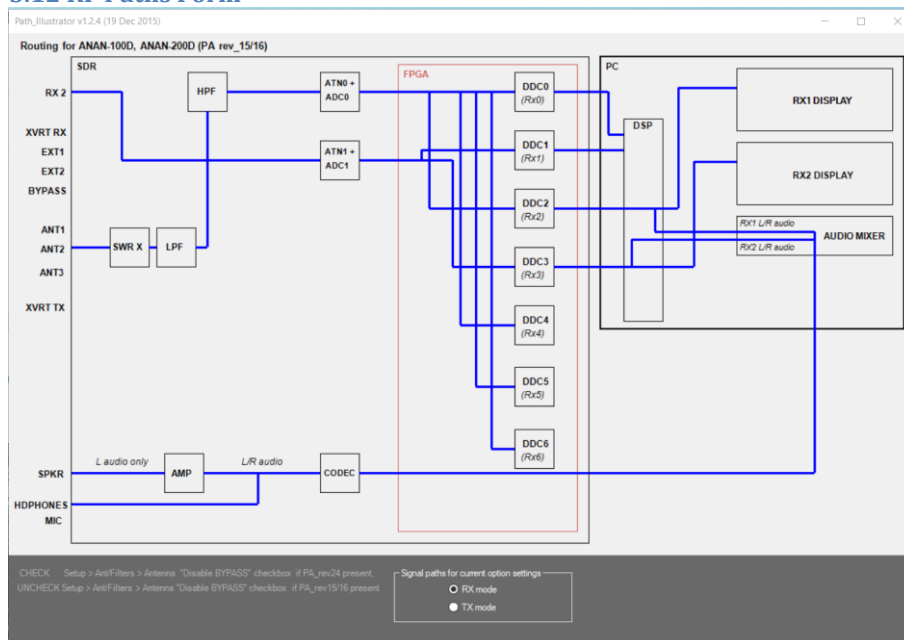 Path_Illustrator v1.2.4 (19 Dec 2015)
Routing for ANAN-100D, ANAN-200D (PA rev_15/16)
SDR
FPGA
PC
RX 2
XVRT RX
EXT1
EXT2
BYPASS
ANT1
ANT2
ANT3
XVRT TX
SPKR
HDPHONES
MIC
HPF
SWR X
LPF
ATN0 +
ADC0
ATN1 +
ADC1
DDC0
(Rx0)
DDC1
(Rx1)
DDC2
(Rx2)
DDC3
(Rx3)
DDC4
(Rx4)
DDC5
(Rx5)
DDC6
(Rx6)
DSP
RX1 DISPLAY
RX2 DISPLAY
RX1 L/R audio
AUDIO MIXER
RX2 L/R audio
L audio only
AMP
L/R audio
CODEC
CHECK Setup > Ant/Filters > Antenna "Disable BYPASS" checkbox if PA_rev24 present,
UNCHECK Setup > Ant/Filters > Antenna "Disable BYPASS" checkbox if PA_rev15/16 present
Signal paths for current option settings
RX mode
TX mode